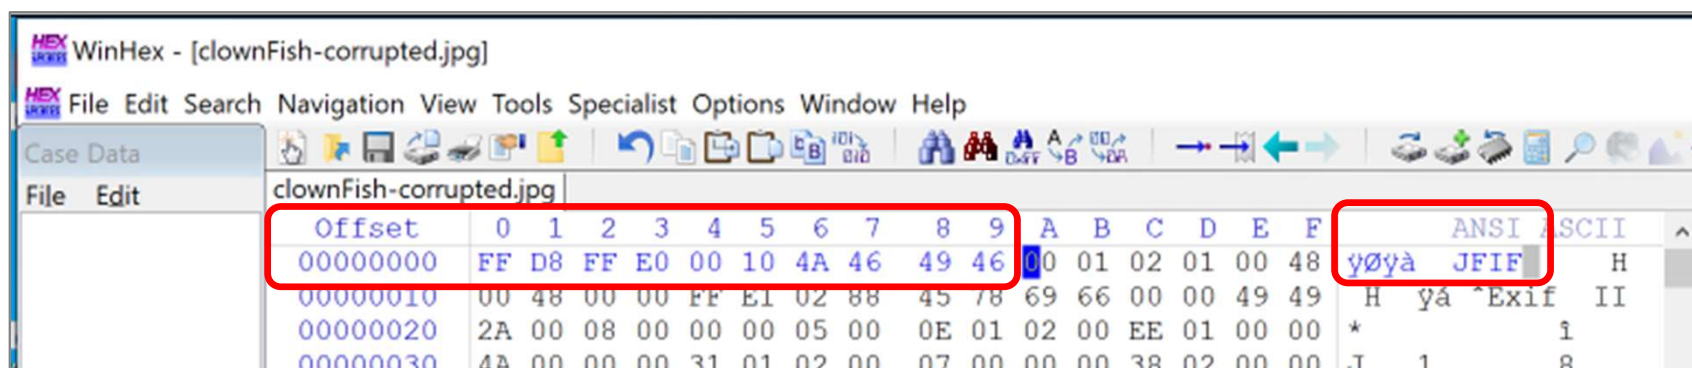 WinHex - [clownFish-corrupted.jpg]
File Edit Search Navigation View Tools Specialist Options Window Help
Case Data
File Edit
clownFish-corrupted.jpg
Offset 0 1 2 3 4 5 6 7 8 9 A B C D E F ANSI ASCII
00000000 FF D8 FF E0 00 10 4A 46 49 46 00 01 02 01 00 48 ÿØÿà JFIF H
00000010 00 48 00 00 FF E1 02 88 45 78 69 66 00 00 49 49 H ÿá ˆExif II
00000020 2A 00 08 00 00 00 05 00 0E 01 02 00 EE 01 00 00 * î
00000030 4A 00 00 00 31 01 02 00 07 00 00 00 38 02 00 00 J 1 8